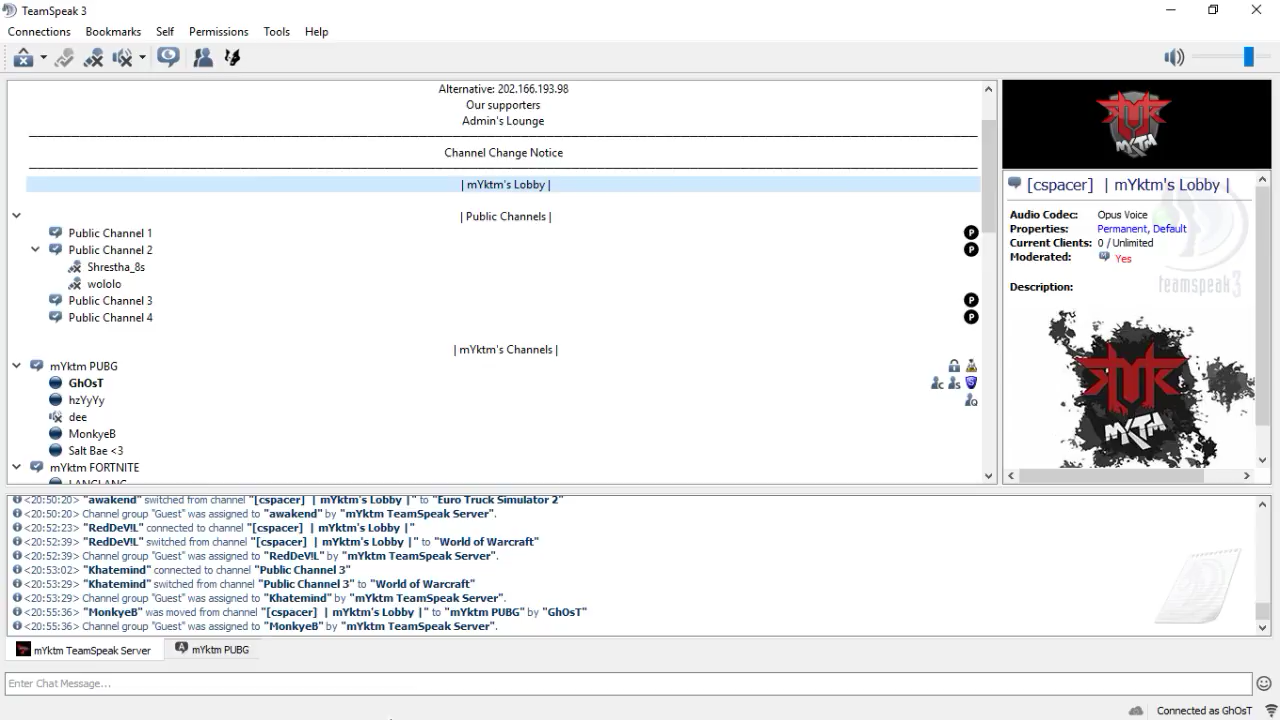 TeamSpeak 3
Connections Bookmarks Self Permissions Tools Help
Alternative: 202.166.193.98
Our supporters
Admin's Lounge
Channel Change Notice
| mYktm's Lobby |
| Public Channels |
Public Channel 1
Public Channel 2
Shrestha_8s
wololo
Public Channel 3
Public Channel 4
| mYktm's Channels |
mYktm PUBG
GhOsT
hzYyYy
dee
MonkyeB
Salt Bae <3
mYktm FORTNITE
LANGLANG
MYKTM
[cspacer] | mYktm's Lobby |
Audio Codec: Opus Voice
Properties: Permanent, Default
Current Clients: 0 / Unlimited
Moderated: Yes
teamspeak3
Description:
MYKTM
<20:50:20> "awakend" switched from channel "[cspacer] | mYktm's Lobby |" to "Euro Truck Simulator 2"
<20:50:20> Channel group "Guest" was assigned to "awakend" by "mYktm TeamSpeak Server".
<20:52:23> "RedDeV!L" connected to channel "[cspacer] | mYktm's Lobby |"
<20:52:39> "RedDeV!L" switched from channel "[cspacer] | mYktm's Lobby |" to "World of Warcraft"
<20:52:39> Channel group "Guest" was assigned to "RedDeV!L" by "mYktm TeamSpeak Server".
<20:53:02> "Khatemind" connected to channel "Public Channel 3"
<20:53:29> "Khatemind" switched from channel "Public Channel 3" to "World of Warcraft"
<20:53:29> Channel group "Guest" was assigned to "Khatemind" by "mYktm TeamSpeak Server".
<20:55:36> "MonkyeB" was moved from channel "[cspacer] | mYktm's Lobby |" to "mYktm PUBG" by "GhOsT"
<20:55:36> Channel group "Guest" was assigned to "MonkyeB" by "mYktm TeamSpeak Server".
mYktm TeamSpeak Server
mYktm PUBG
Enter Chat Message...
Connected as GhOsT